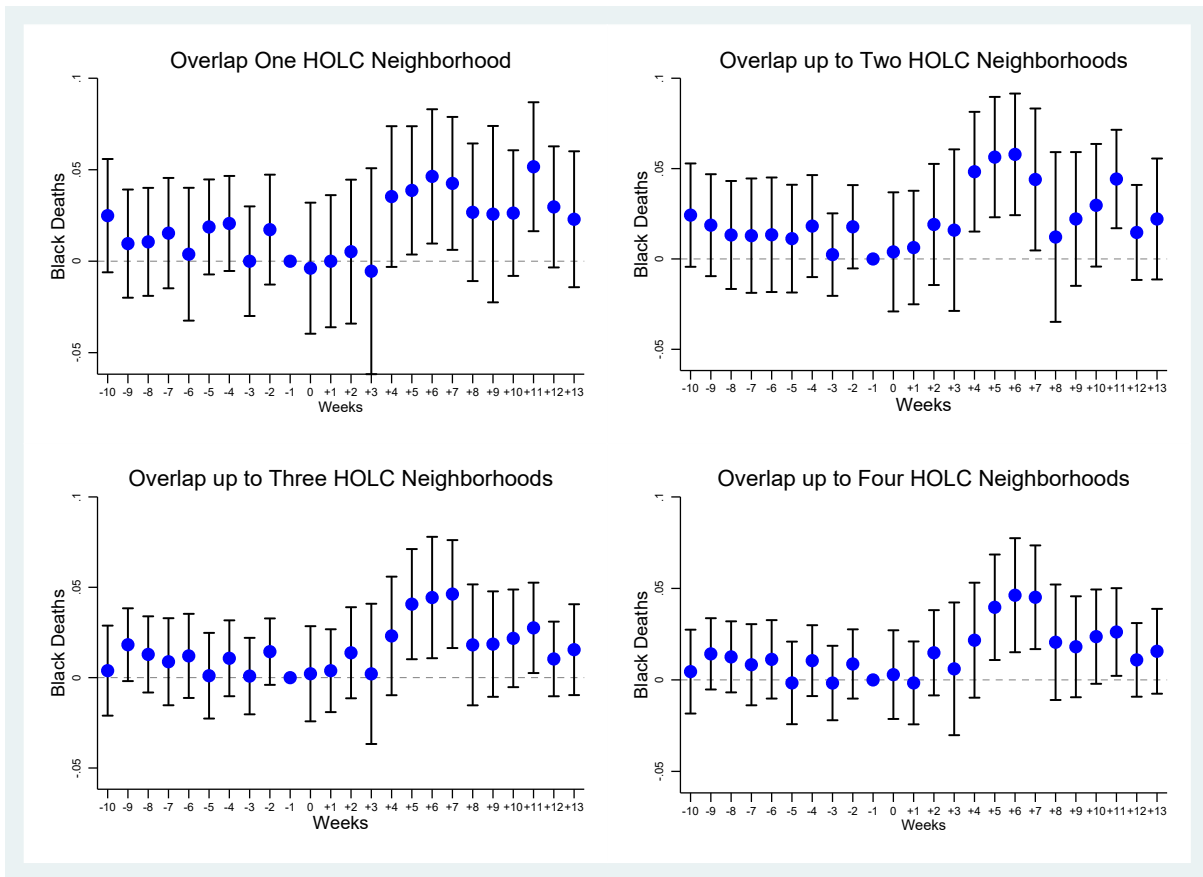 Overlap One HOLC Neighborhood
Black Deaths
.1
.05
0
-.05
-10 -9 -8 -7 -6 -5 -4 -3 -2 -1 0 +1 +2 +3 +4 +5 +6 +7 +8 +9 +10 +11 +12 +13
Weeks
Overlap up to Two HOLC Neighborhoods
Black Deaths
.1
.05
0
-.05
-10 -9 -8 -7 -6 -5 -4 -3 -2 -1 0 +1 +2 +3 +4 +5 +6 +7 +8 +9 +10 +11 +12 +13
Weeks
Overlap up to Three HOLC Neighborhoods
Black Deaths
.1
.05
0
-.05
-10 -9 -8 -7 -6 -5 -4 -3 -2 -1 0 +1 +2 +3 +4 +5 +6 +7 +8 +9 +10 +11 +12 +13
Weeks
Overlap up to Four HOLC Neighborhoods
Black Deaths
.1
.05
0
-.05
-10 -9 -8 -7 -6 -5 -4 -3 -2 -1 0 +1 +2 +3 +4 +5 +6 +7 +8 +9 +10 +11 +12 +13
Weeks